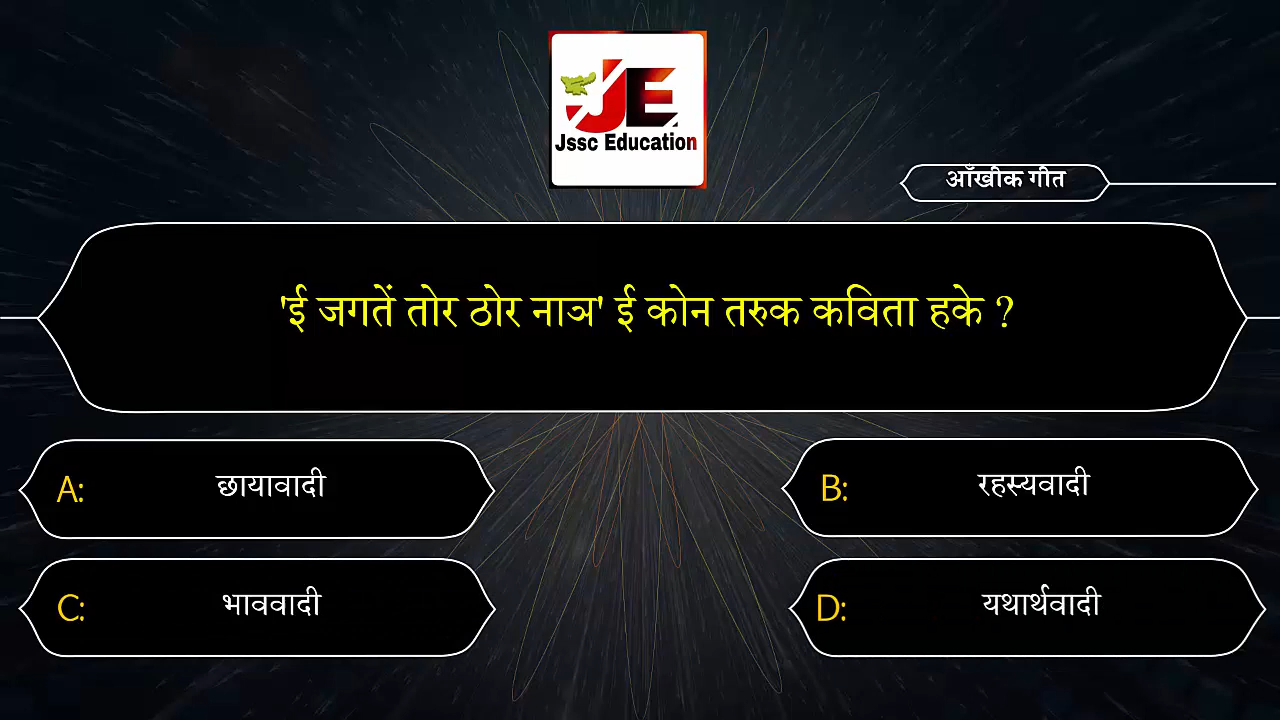 JE
Jssc Education
आँखीक गीत
'ई जगतें तोर ठोर नाञ' ई कोन तरुक कविता हके ?
A: छायावादी
B: रहस्यवादी
C: भाववादी
D: यथार्थवादी